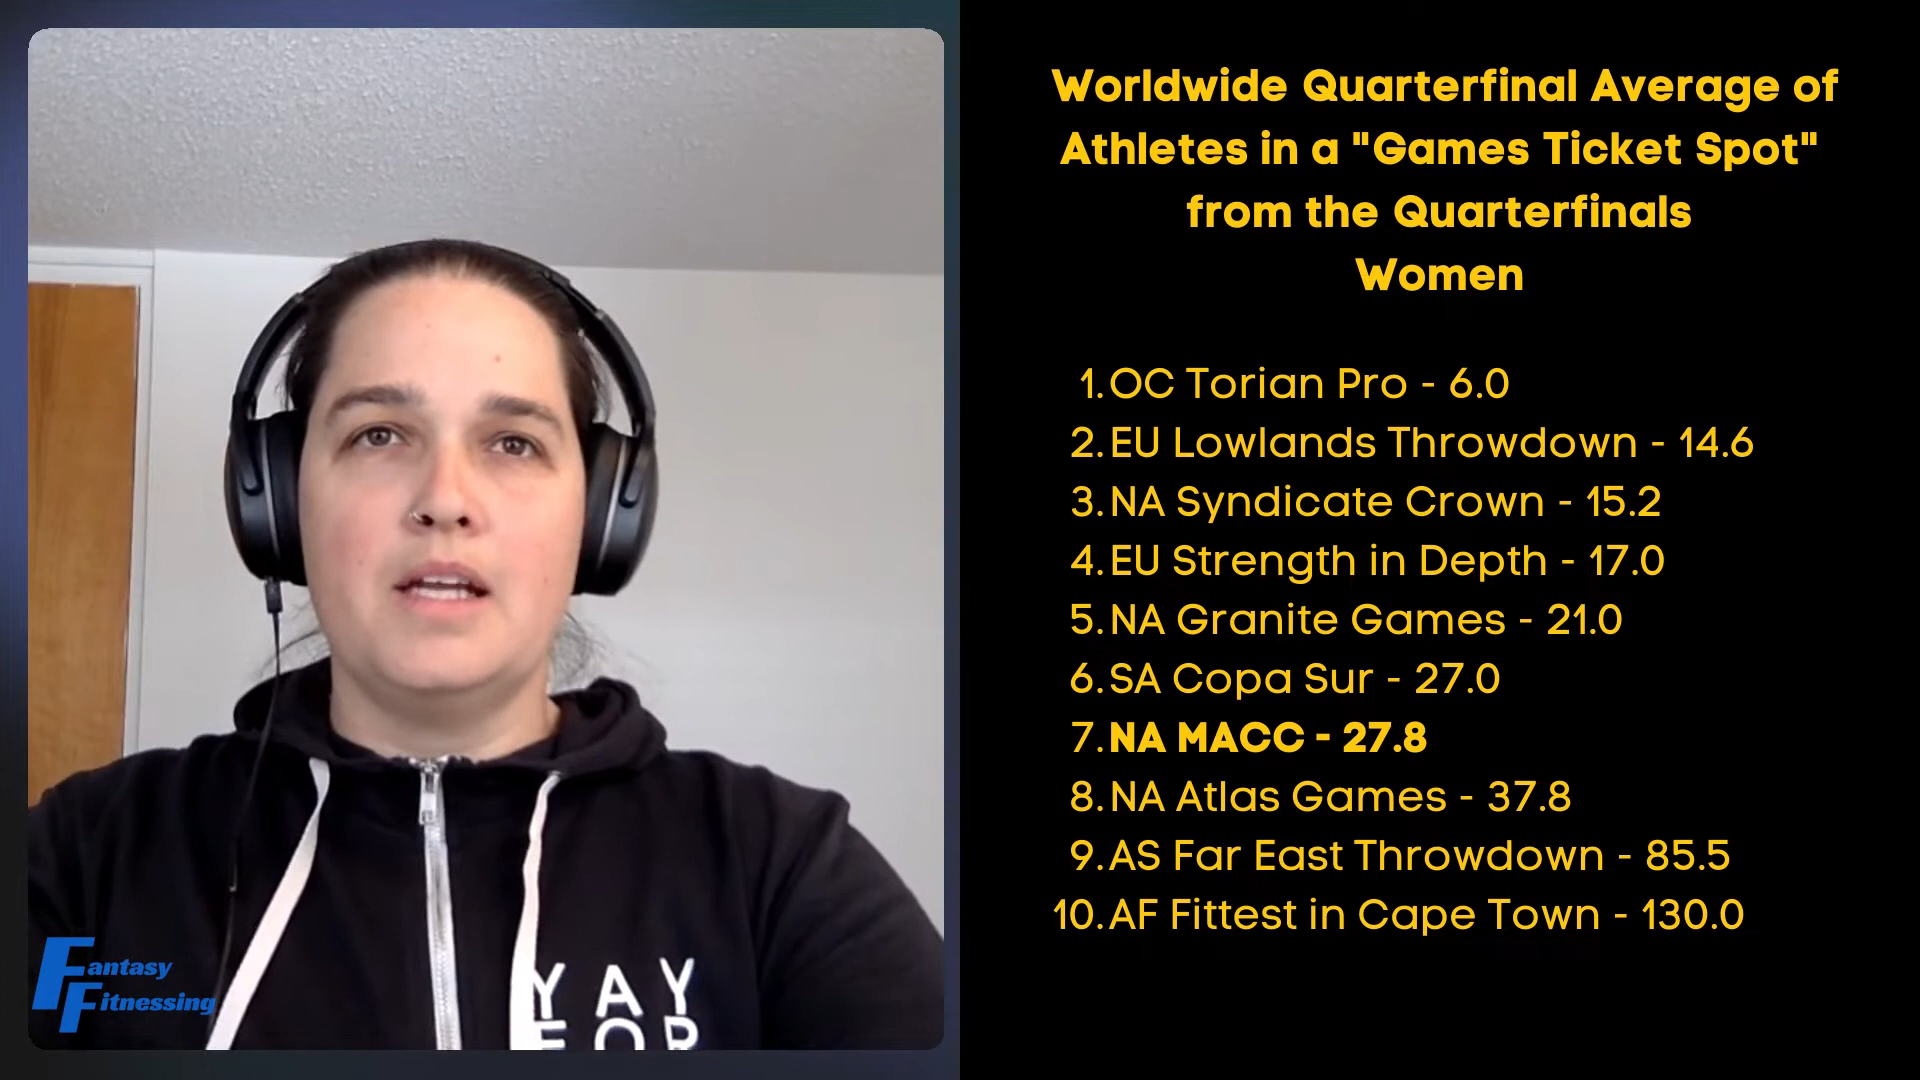 Worldwide Quarterfinal Average of
Athletes in a "Games Ticket Spot"
from the Quarterfinals
Women
1. OC Torian Pro - 6.0
2. EU Lowlands Throwdown - 14.6
3. NA Syndicate Crown - 15.2
4. EU Strength in Depth - 17.0
5. NA Granite Games - 21.0
6. SA Copa Sur - 27.0
7. NA MACC - 27.8
8. NA Atlas Games - 37.8
9. AS Far East Throwdown - 85.5
10. AF Fittest in Cape Town - 130.0
Fantasy
Fitnessing
YAY
FOR